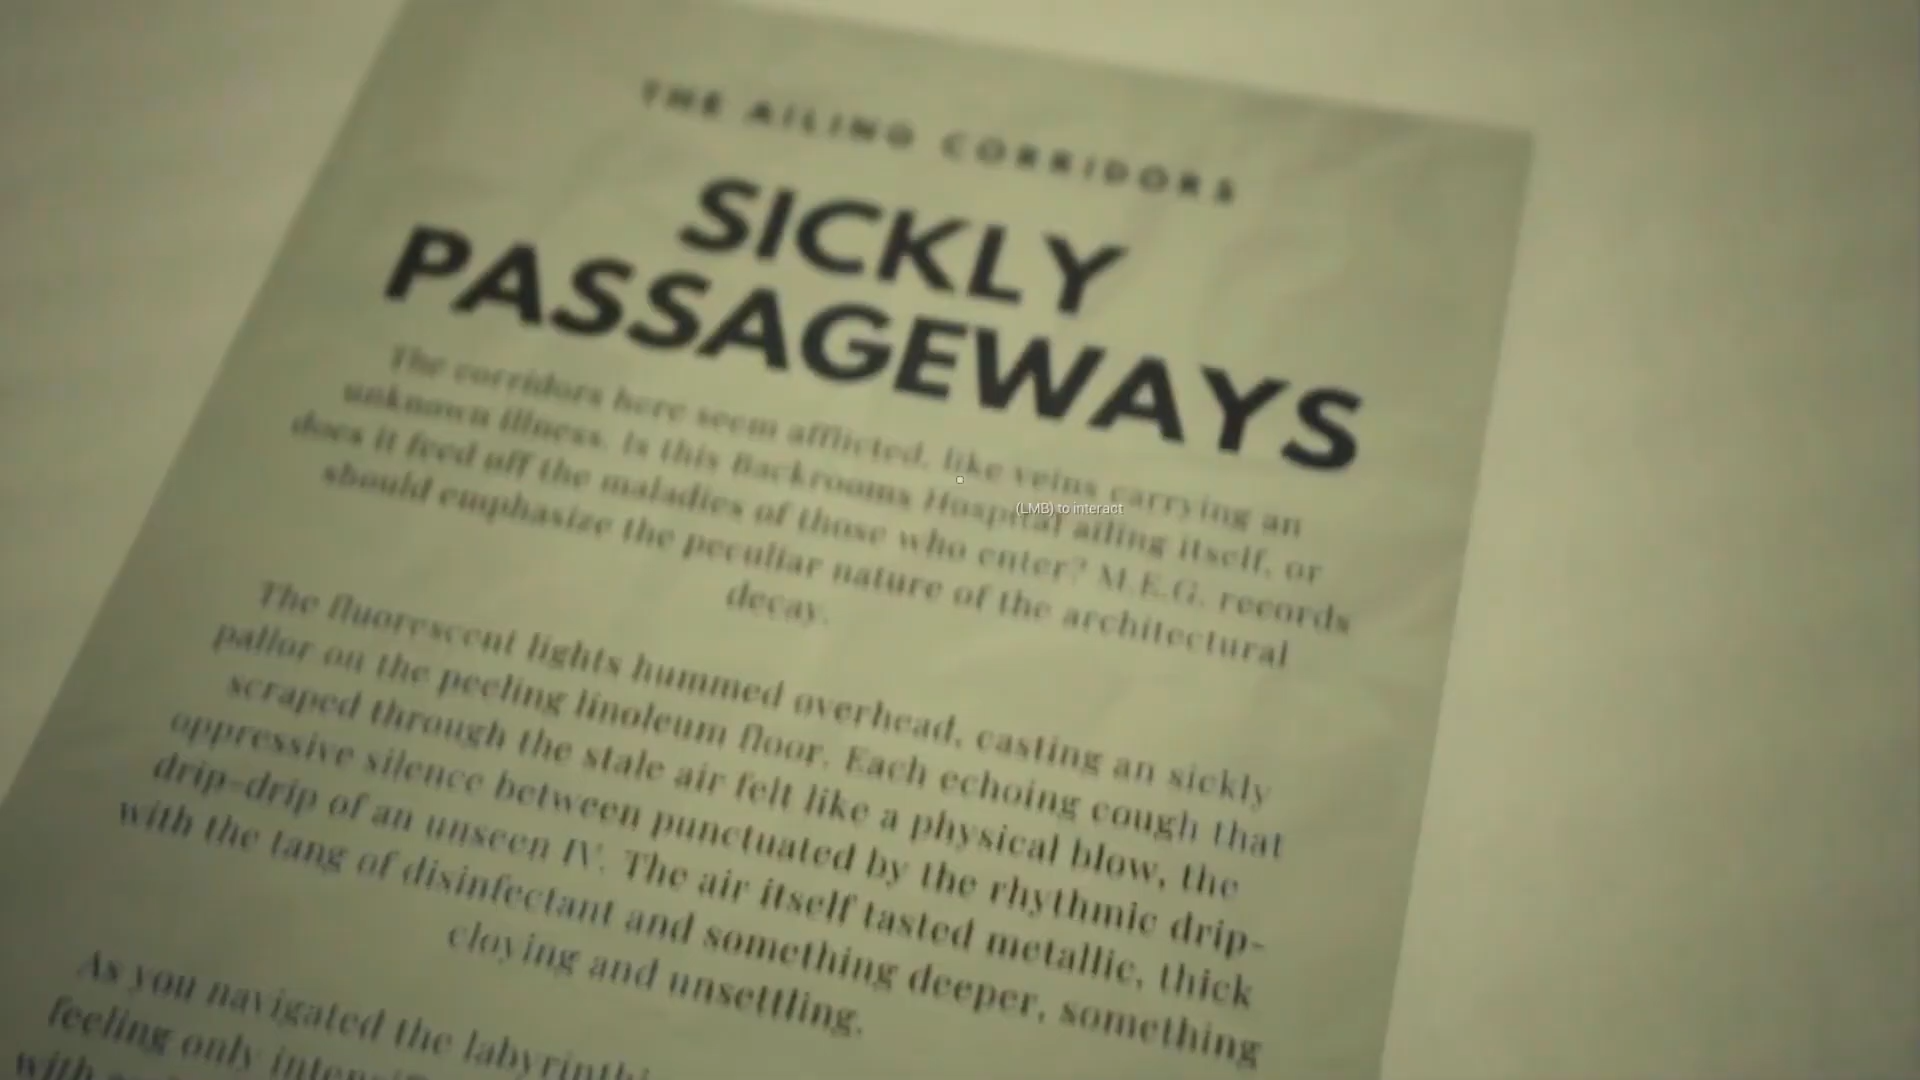 THE AILING CORRIDORS
SICKLY
PASSAGEWAYS
The corridors here seem afflicted, like veins carrying an
unknown illness. Is this Backrooms Hospital ailing itself, or
does it feed off the maladies of those who enter? M.E.G. records
should emphasize the peculiar nature of the architectural
decay.
(LMB) to interact
The fluorescent lights hummed overhead, casting an sickly
pallor on the peeling linoleum floor. Each echoing cough that
scraped through the stale air felt like a physical blow, the
oppressive silence between punctuated by the rhythmic drip-
drip-drip of an unseen IV. The air itself tasted metallic, thick
with the tang of disinfectant and something deeper, something
cloying and unsettling.
As you navigated the
feeling only
with